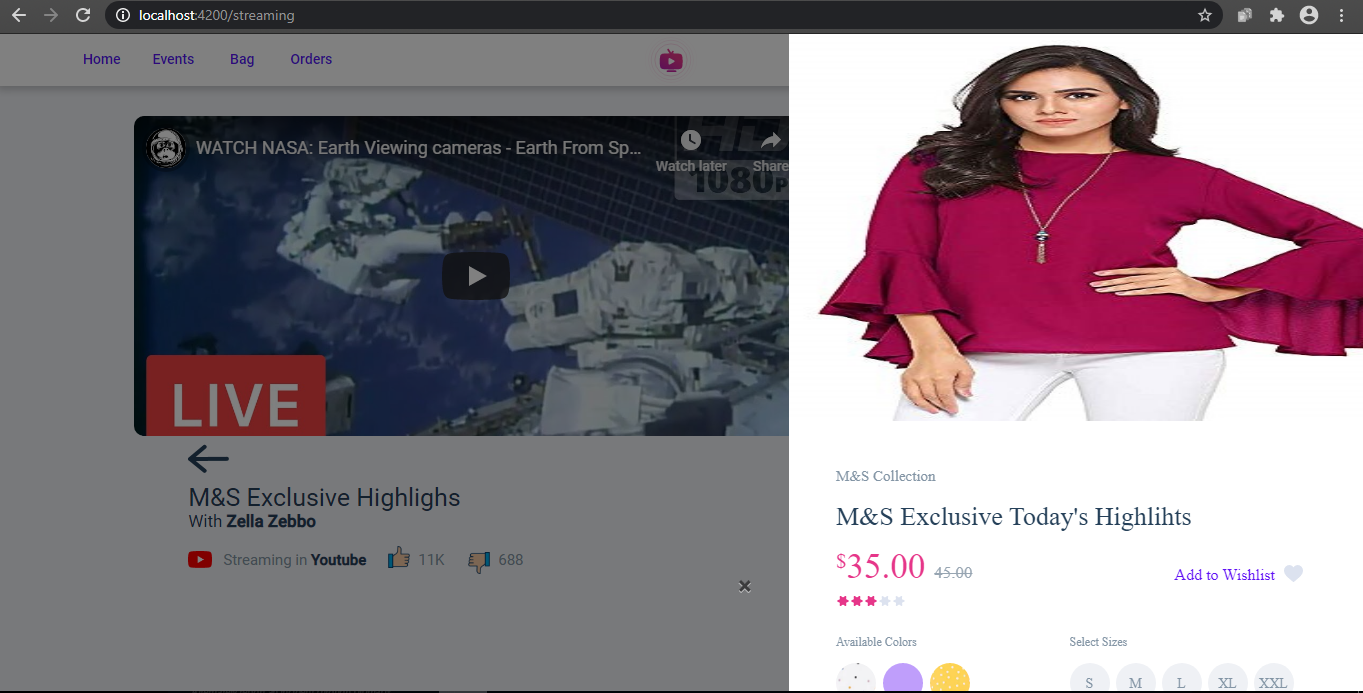 localhost:4200/streaming
Home Events Bag Orders
WATCH NASA: Earth Viewing cameras - Earth From Sp...
Watch later Share
1080P
LIVE
M&S Exclusive Highlighs
With Zella Zebbo
Streaming in Youtube 11K 688
M&S Collection
M&S Exclusive Today's Highlihts
$35.00 45.00
Add to Wishlist
Available Colors
Select Sizes
S M L XL XXL